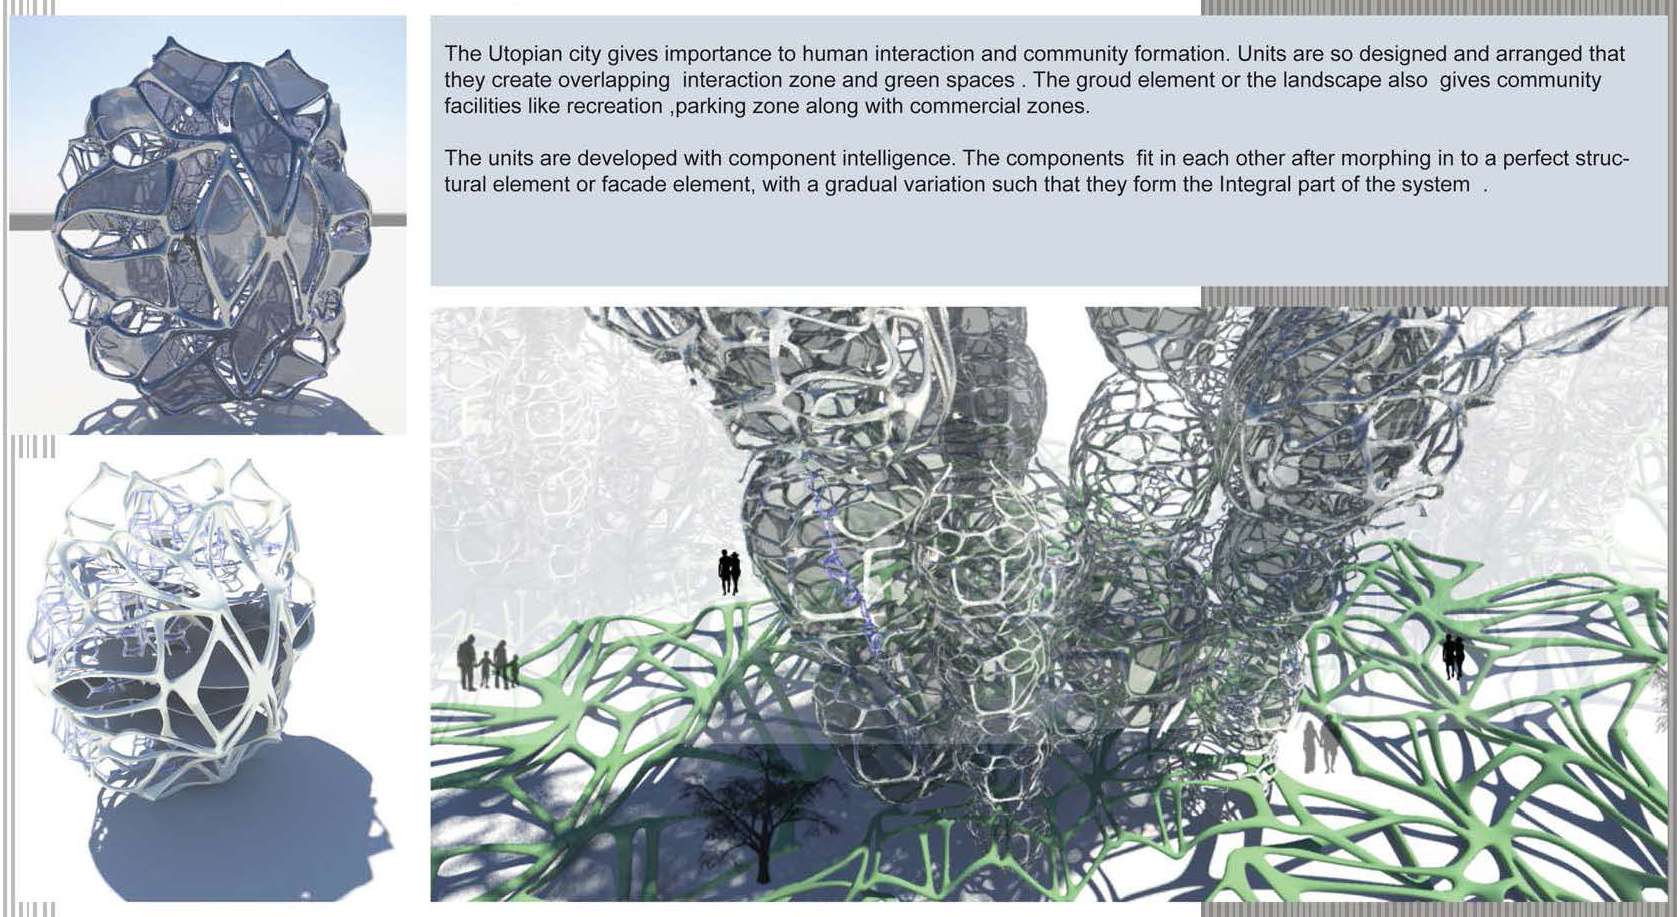 The Utopian city gives importance to human interaction and community formation. Units are so designed and arranged that
they create overlapping  interaction zone and green spaces . The groud element or the landscape also  gives community
facilities like recreation ,parking zone along with commercial zones.
The units are developed with component intelligence. The components  fit in each other after morphing in to a perfect struc-
tural element or facade element, with a gradual variation such that they form the Integral part of the system  .